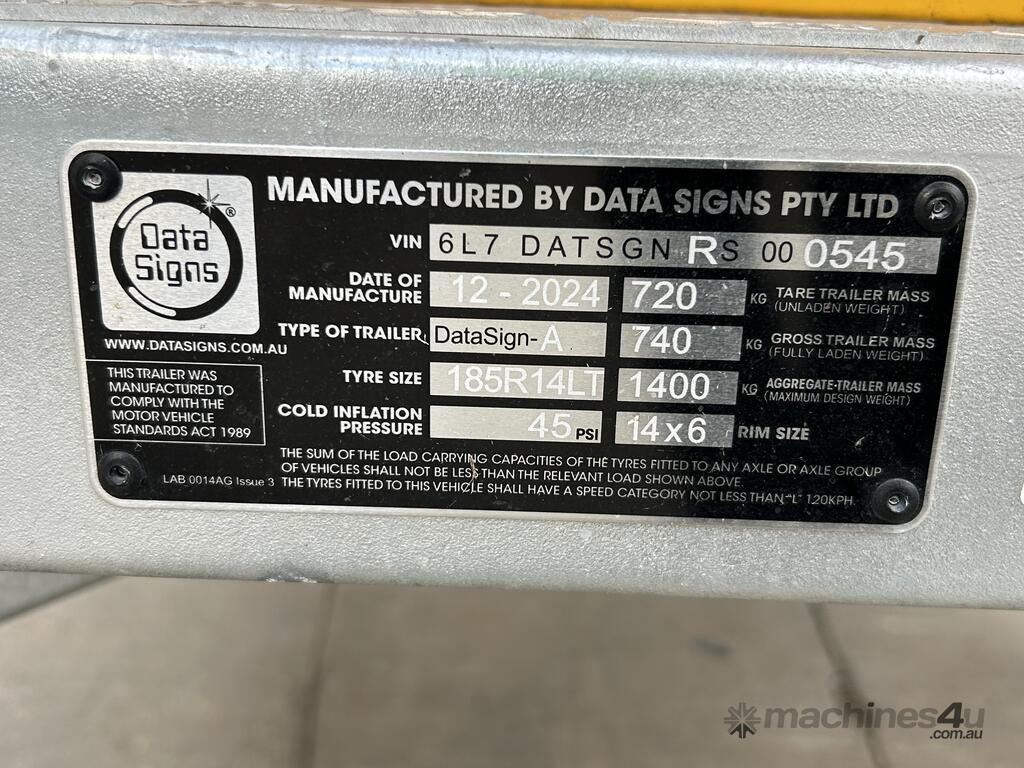 Data
Signs
®
MANUFACTURED BY DATA SIGNS PTY LTD
VIN 6L7 DATSGN RS 00 0545
DATE OF
MANUFACTURE 12 - 2024 720 KG TARE TRAILER MASS
(UNLADEN WEIGHT)
TYPE OF TRAILER DataSign-A 740 KG GROSS TRAILER MASS
(FULLY LADEN WEIGHT)
WWW.DATASIGNS.COM.AU
TYRE SIZE 185R14LT 1400 KG AGGREGATE-TRAILER MASS
(MAXIMUM DESIGN WEIGHT)
COLD INFLATION
PRESSURE 45 PSI 14x6 RIM SIZE
THIS TRAILER WAS
MANUFACTURED TO
COMPLY WITH THE
MOTOR VEHICLE
STANDARDS ACT 1989
THE SUM OF THE LOAD CARRYING CAPACITIES OF THE TYRES FITTED TO ANY AXLE OR AXLE GROUP
OF VEHICLES SHALL NOT BE LESS THAN THE RELEVANT LOAD SHOWN ABOVE.
LAB 0014AG Issue 3 THE TYRES FITTED TO THIS VEHICLE SHALL HAVE A SPEED CATEGORY NOT LESS THAN "L" 120KPH.
machines4u
.com.au